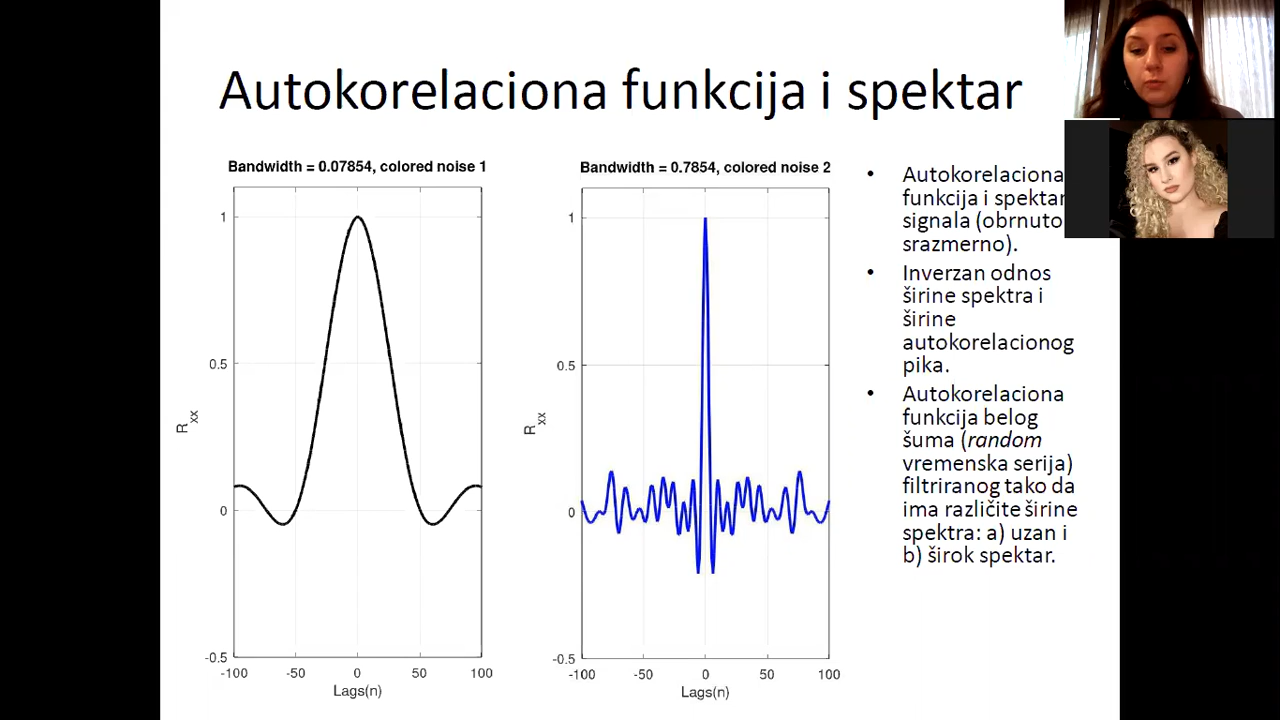 Autokorelaciona funkcija i spektar
Bandwidth = 0.07854, colored noise 1
1
0.5
0
-0.5
R
xx
-100 -50 0 50 100
Lags(n)
Bandwidth = 0.7854, colored noise 2
1
0.5
0
-0.5
R
xx
-100 -50 0 50 100
Lags(n)
• Autokorelaciona
funkcija i spektar
signala (obrnuto
srazmerno).
• Inverzan odnos
širine spektra i
širine
autokorelacionog
pika.
• Autokorelaciona
funkcija belog
šuma (random
vremenska serija)
filtriranog tako da
ima različite širine
spektra: a) uzan i
b) širok spektar.